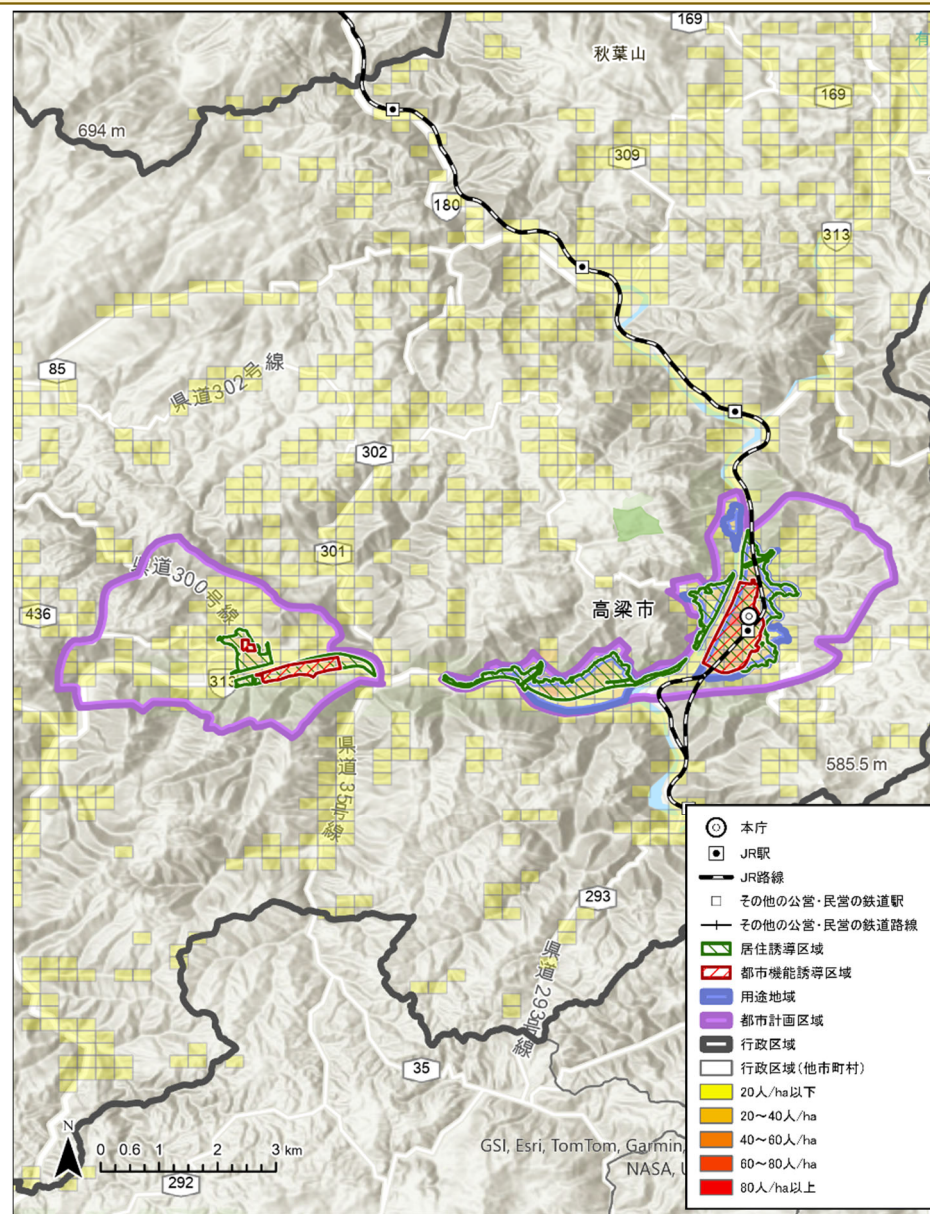 169
秋葉山
有
169
694 m
309
180
313
85
県道302号線
302
301
県道300号線
436
高梁市
313
県道35号線
585.5 m
293
県道293号線
35
292
N
0 0.6 1 2 3 km
GSI, Esri, TomTom, Garmin,
NASA, U
本庁
JR駅
JR路線
その他の公営・民営の鉄道駅
その他の公営・民営の鉄道路線
居住誘導区域
都市機能誘導区域
用途地域
都市計画区域
行政区域
行政区域(他市町村)
20人/ha以下
20～40人/ha
40～60人/ha
60～80人/ha
80人/ha以上